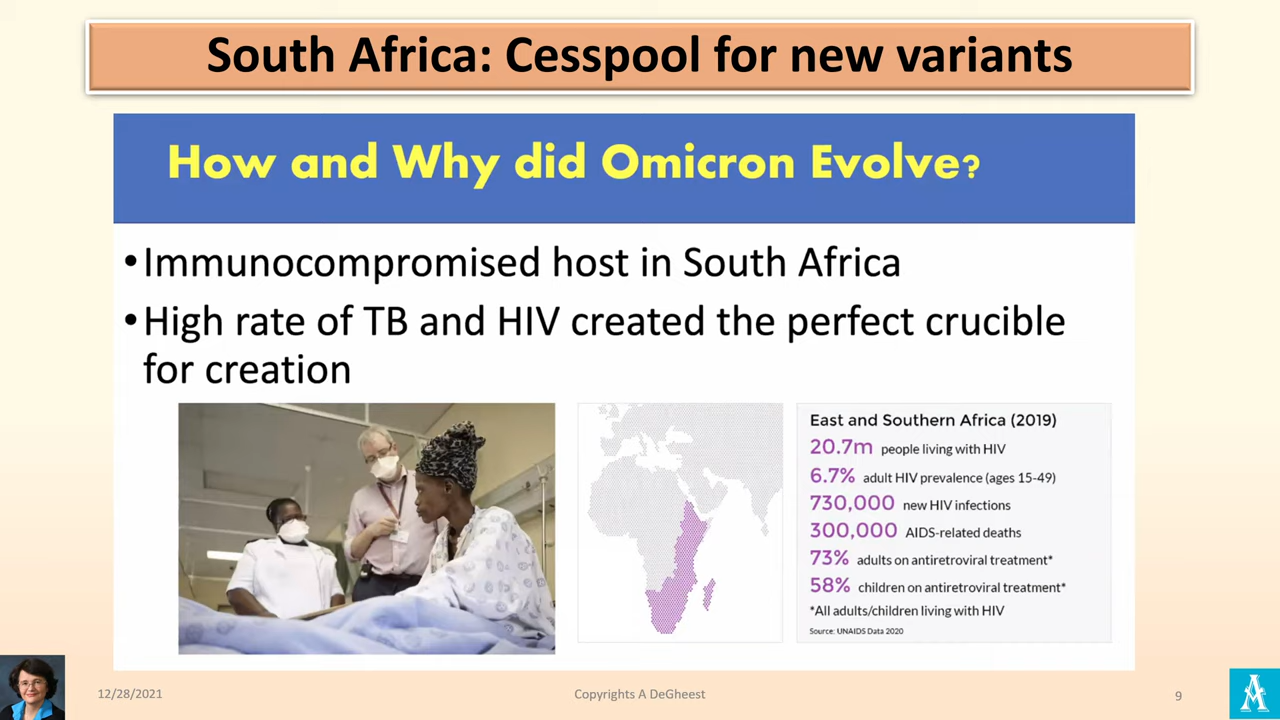 South Africa: Cesspool for new variants
How and Why did Omicron Evolve?
•Immunocompromised host in South Africa
•High rate of TB and HIV created the perfect crucible
for creation
East and Southern Africa (2019)
20.7m people living with HIV
6.7% adult HIV prevalence (ages 15-49)
730,000 new HIV infections
300,000 AIDS-related deaths
73% adults on antiretroviral treatment*
58% children on antiretroviral treatment*
*All adults/children living with HIV
Source: UNAIDS Data 2020
12/28/2021
Copyrights A DeGheest
9
A